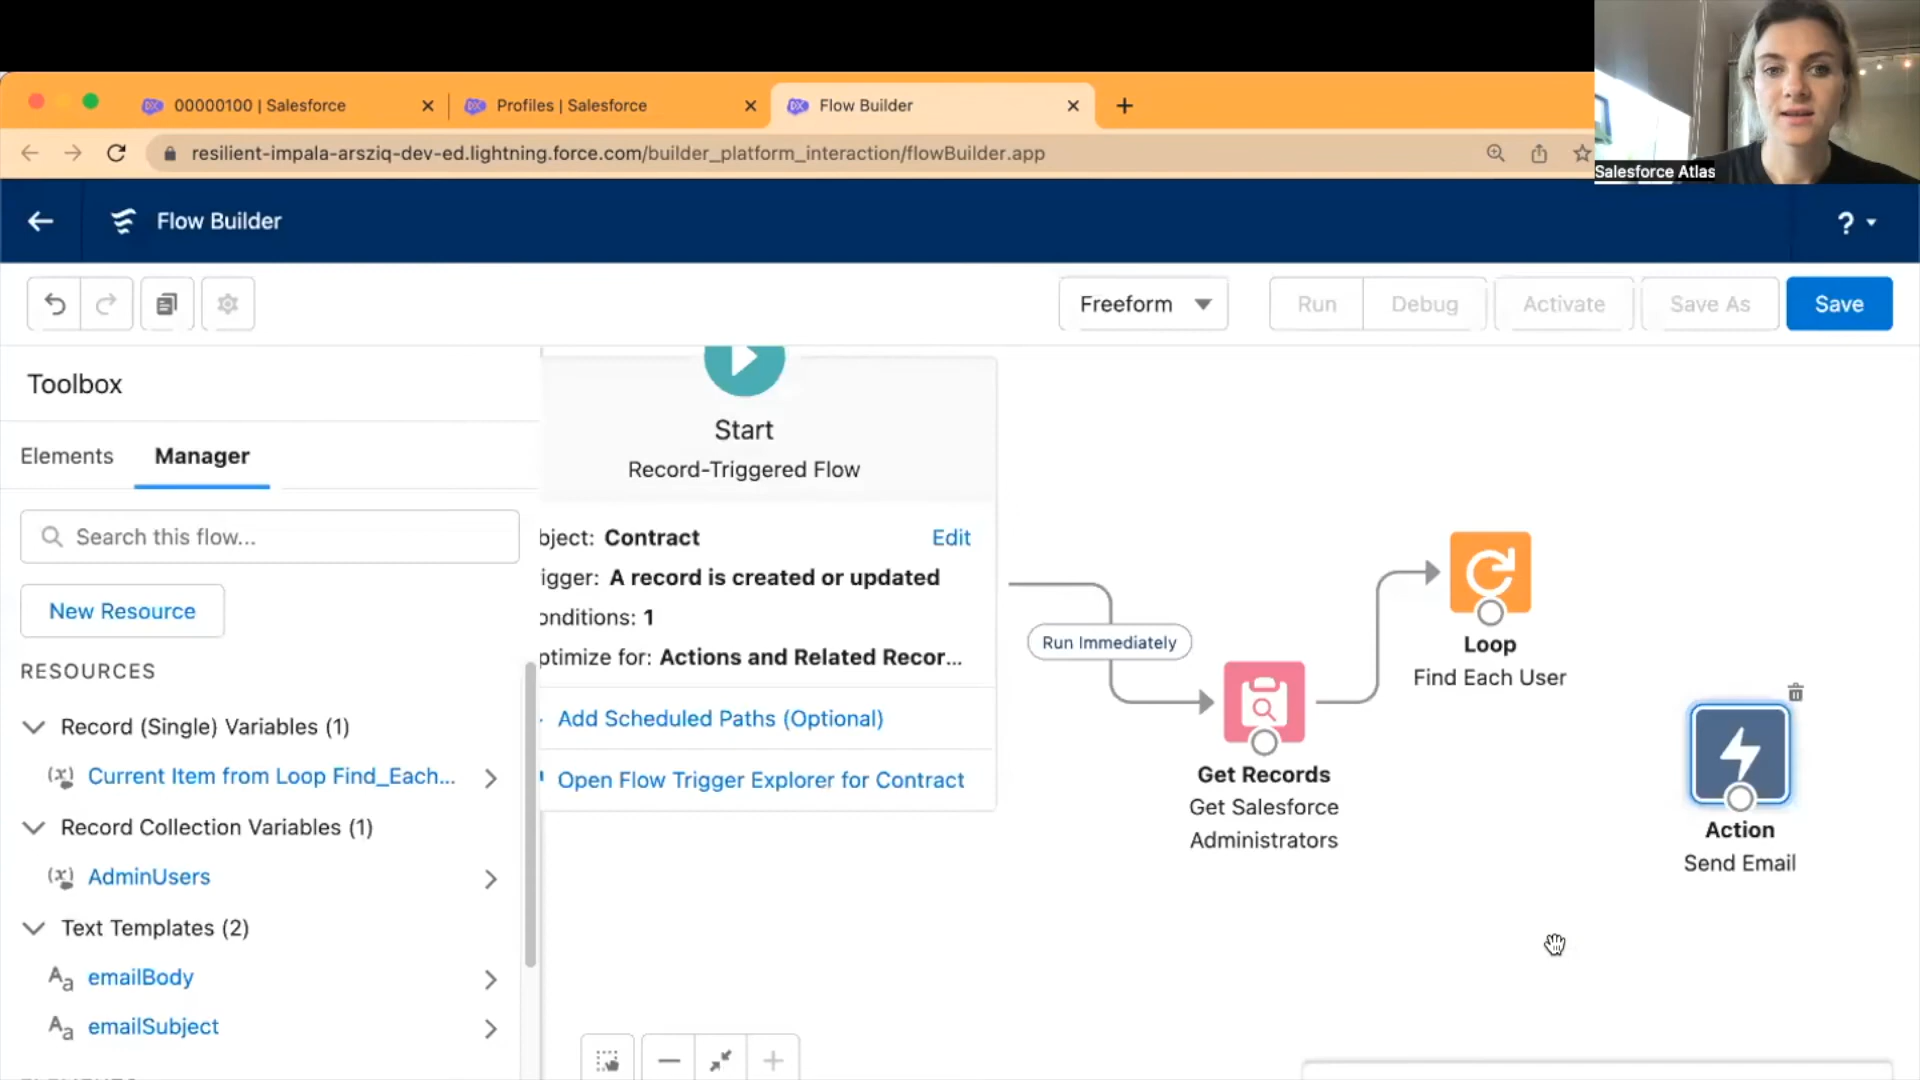 00000100 | Salesforce
Profiles | Salesforce
Flow Builder
resilient-impala-arsziq-dev-ed.lightning.force.com/builder_platform_interaction/flowBuilder.app
Salesforce Atlas
Flow Builder
?
Freeform
Run
Debug
Activate
Save As
Save
Toolbox
Elements
Manager
Search this flow...
New Resource
RESOURCES
Record (Single) Variables (1)
Current Item from Loop Find_Each...
Record Collection Variables (1)
AdminUsers
Text Templates (2)
Aa emailBody
Aa emailSubject
Start
Record-Triggered Flow
bject: Contract
Edit
igger: A record is created or updated
onditions: 1
ptimize for: Actions and Related Recor...
Add Scheduled Paths (Optional)
Open Flow Trigger Explorer for Contract
Run Immediately
Get Records
Get Salesforce
Administrators
Loop
Find Each User
Action
Send Email